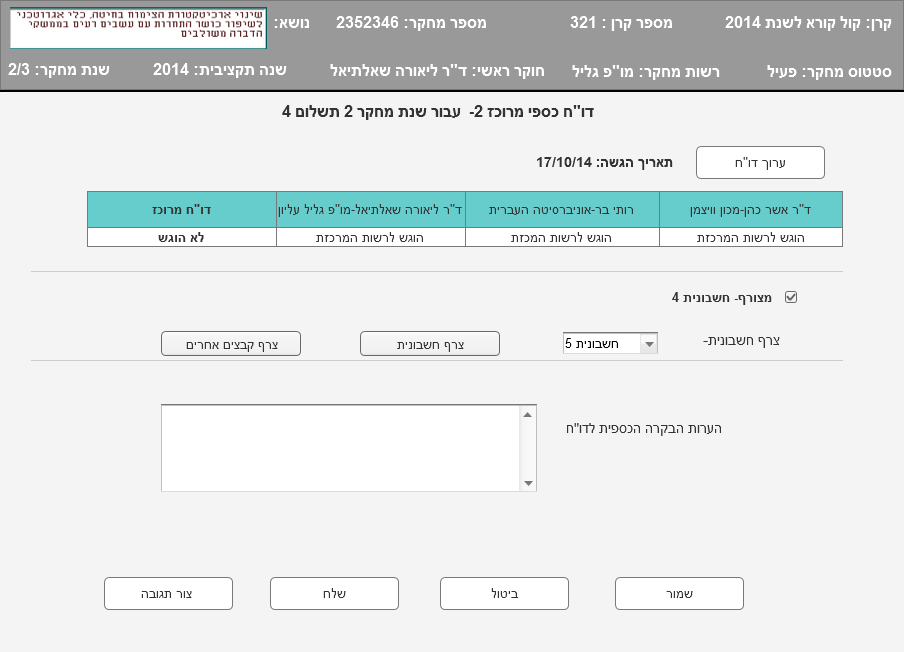 קרן: קול קורא לשנת 2014
מספר קרן : 321
מספר מחקר: 2352346
נושא:
שינוי ארכיטקטורת הצימוח בחיטה, ככלי אגרוטכני
לשיפור כושר התחרות עם עשבים רעים בממשקי
הדברה משולבים
סטטוס מחקר: פעיל
רשות מחקר: מו"פ גליל
חוקר ראשי: ד"ר ליאורה שאלתיאל
שנה תקציבית: 2014
שנת מחקר: 2/3
דו"ח כספי מרוכז 2- עבור שנת מחקר 2 תשלום 4
ערוך דו"ח
תאריך הגשה: 17/10/14
ד"ר אשר כהן-מכון וויצמן
רותי בר-אוניברסיטה העברית
ד"ר ליאורה שאלתיאל-מו"פ גליל עליון
דו"ח מרוכז
הוגש לרשות המרכזת
הוגש לרשות המכזת
הוגש לרשות המרכזת
לא הוגש
מצורף- חשבונית 4
צרף חשבונית-
חשבונית 5
צרף חשבונית
צרף קבצים אחרים
הערות הבקרה הכספית לדו"ח
שמור
ביטול
שלח
צור תגובה